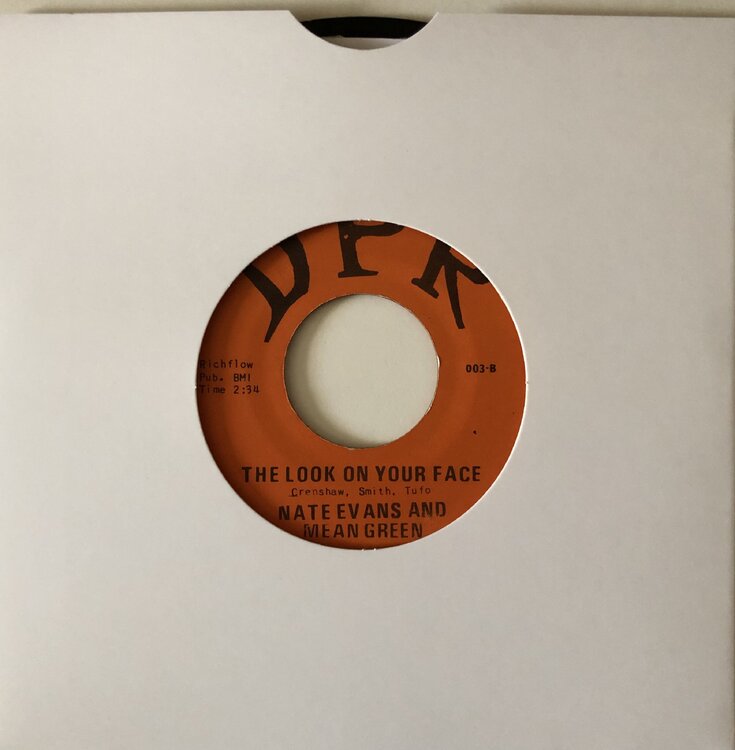 DPR
Richflow
Pub. BMI
Time 2:34
003-B
THE LOOK ON YOUR FACE
Crenshaw, Smith, Tufo
NATE EVANS AND
MEAN GREEN